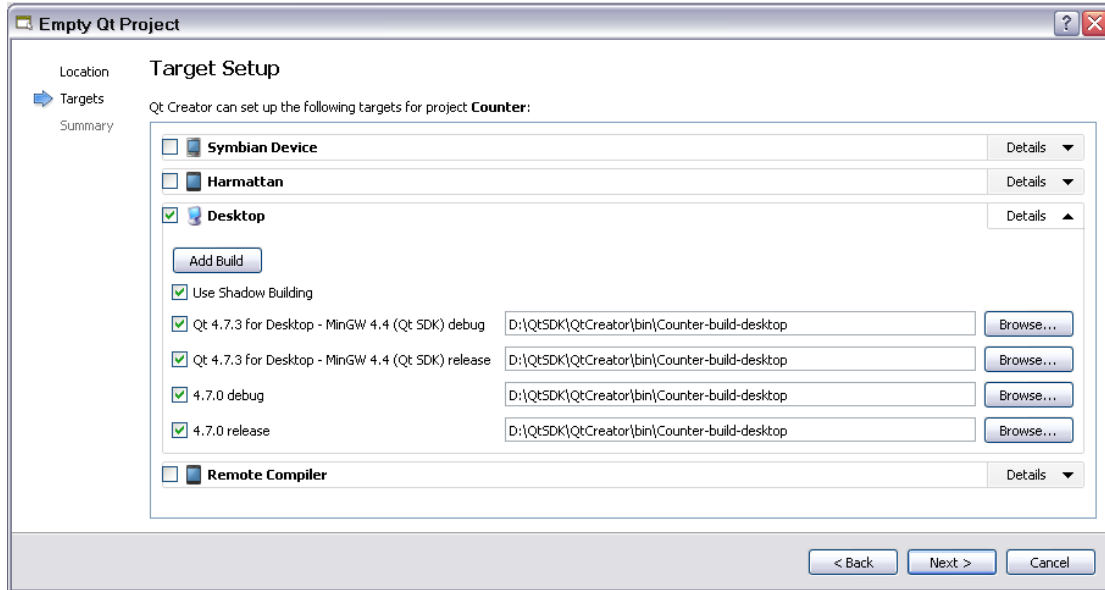 Empty Qt Project
Location
Targets
Summary
Target Setup
Qt Creator can set up the following targets for project Counter:
Symbian Device Details
Harmattan Details
Desktop Details
Add Build
Use Shadow Building
Qt 4.7.3 for Desktop - MinGW 4.4 (Qt SDK) debug D:\QtSDK\QtCreator\bin\Counter-build-desktop Browse...
Qt 4.7.3 for Desktop - MinGW 4.4 (Qt SDK) release D:\QtSDK\QtCreator\bin\Counter-build-desktop Browse...
4.7.0 debug D:\QtSDK\QtCreator\bin\Counter-build-desktop Browse...
4.7.0 release D:\QtSDK\QtCreator\bin\Counter-build-desktop Browse...
Remote Compiler Details
< Back Next > Cancel